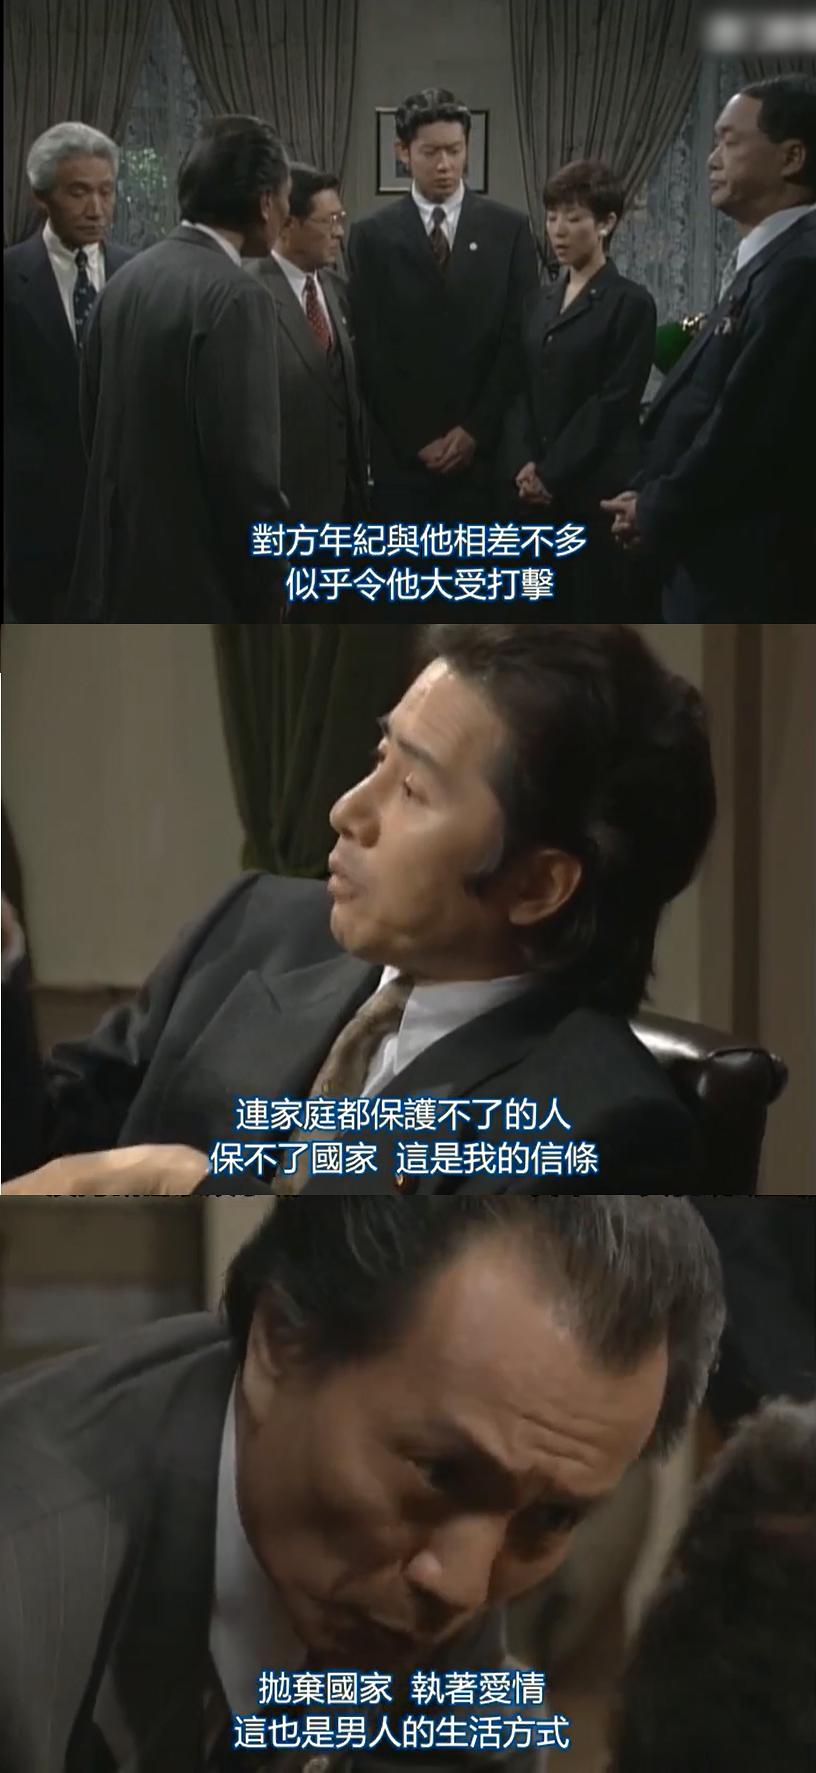 對方年紀與他相差不多
似乎令他大受打擊
連家庭都保護不了的人
保不了國家 這是我的信條
拋棄國家 執著愛情
這也是男人的生活方式